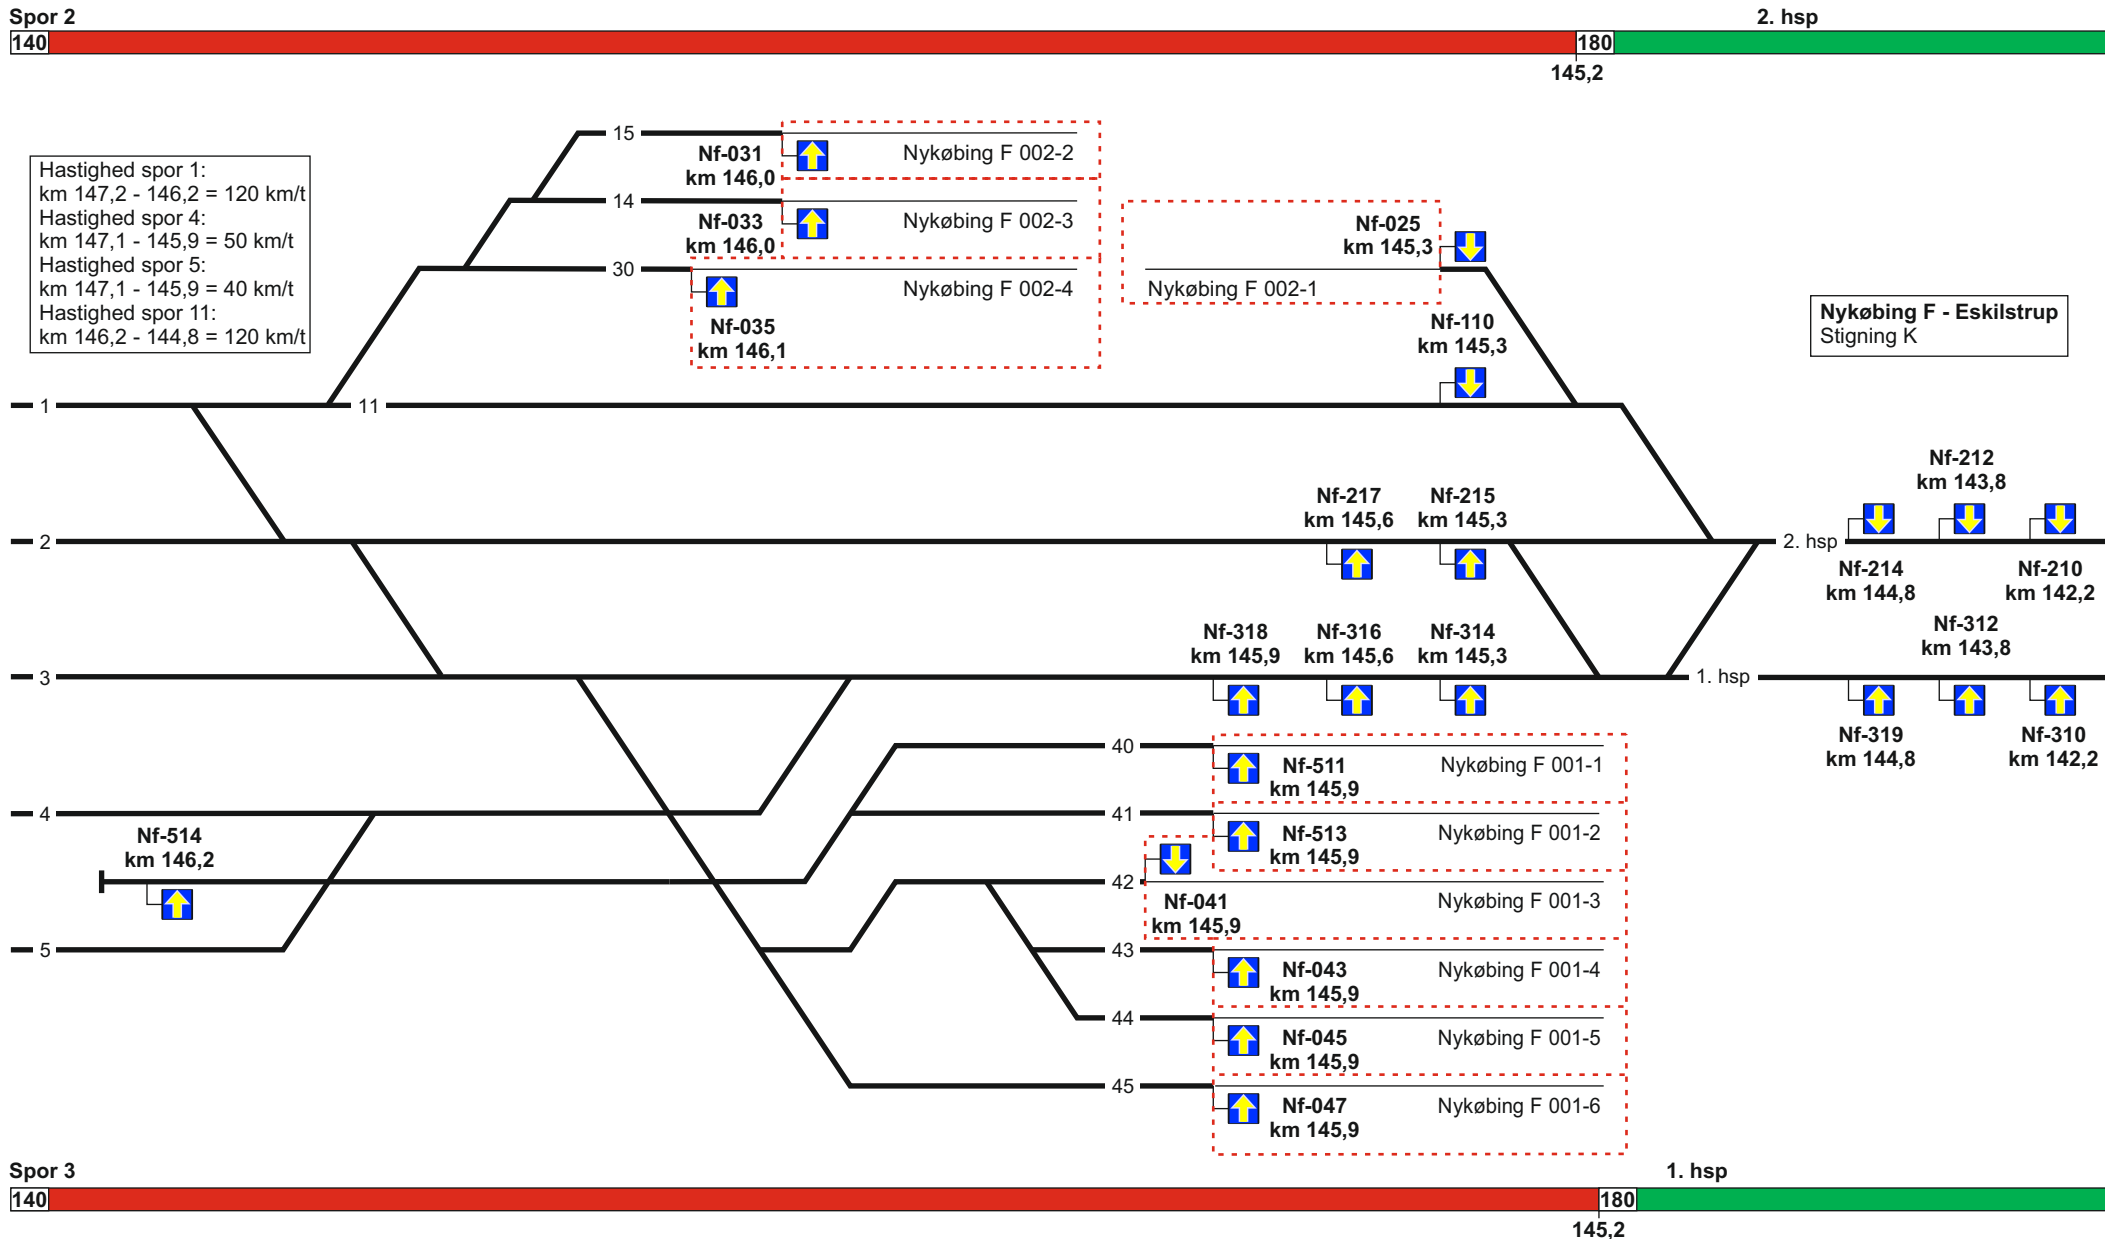 Spor 2
2. hsp
140
180
145,2
Hastighed spor 1:
km 147,2 - 146,2 = 120 km/t
Hastighed spor 4:
km 147,1 - 145,9 = 50 km/t
Hastighed spor 5:
km 147,1 - 145,9 = 40 km/t
Hastighed spor 11:
km 146,2 - 144,8 = 120 km/t
15
Nf-031
km 146,0
Nykøbing F 002-2
14
Nf-033
km 146,0
Nykøbing F 002-3
30
Nf-035
km 146,1
Nykøbing F 002-4
Nf-025
km 145,3
Nykøbing F 002-1
Nf-110
km 145,3
Nykøbing F - Eskilstrup
Stigning K
1
11
Nf-217
km 145,6
Nf-215
km 145,3
Nf-212
km 143,8
2
2. hsp
Nf-214
km 144,8
Nf-210
km 142,2
Nf-318
km 145,9
Nf-316
km 145,6
Nf-314
km 145,3
Nf-312
km 143,8
3
1. hsp
Nf-319
km 144,8
Nf-310
km 142,2
40
Nf-511
km 145,9
Nykøbing F 001-1
4
41
Nf-513
km 145,9
Nykøbing F 001-2
Nf-514
km 146,2
42
Nf-041
km 145,9
Nykøbing F 001-3
5
43
Nf-043
km 145,9
Nykøbing F 001-4
44
Nf-045
km 145,9
Nykøbing F 001-5
45
Nf-047
km 145,9
Nykøbing F 001-6
Spor 3
1. hsp
140
180
145,2